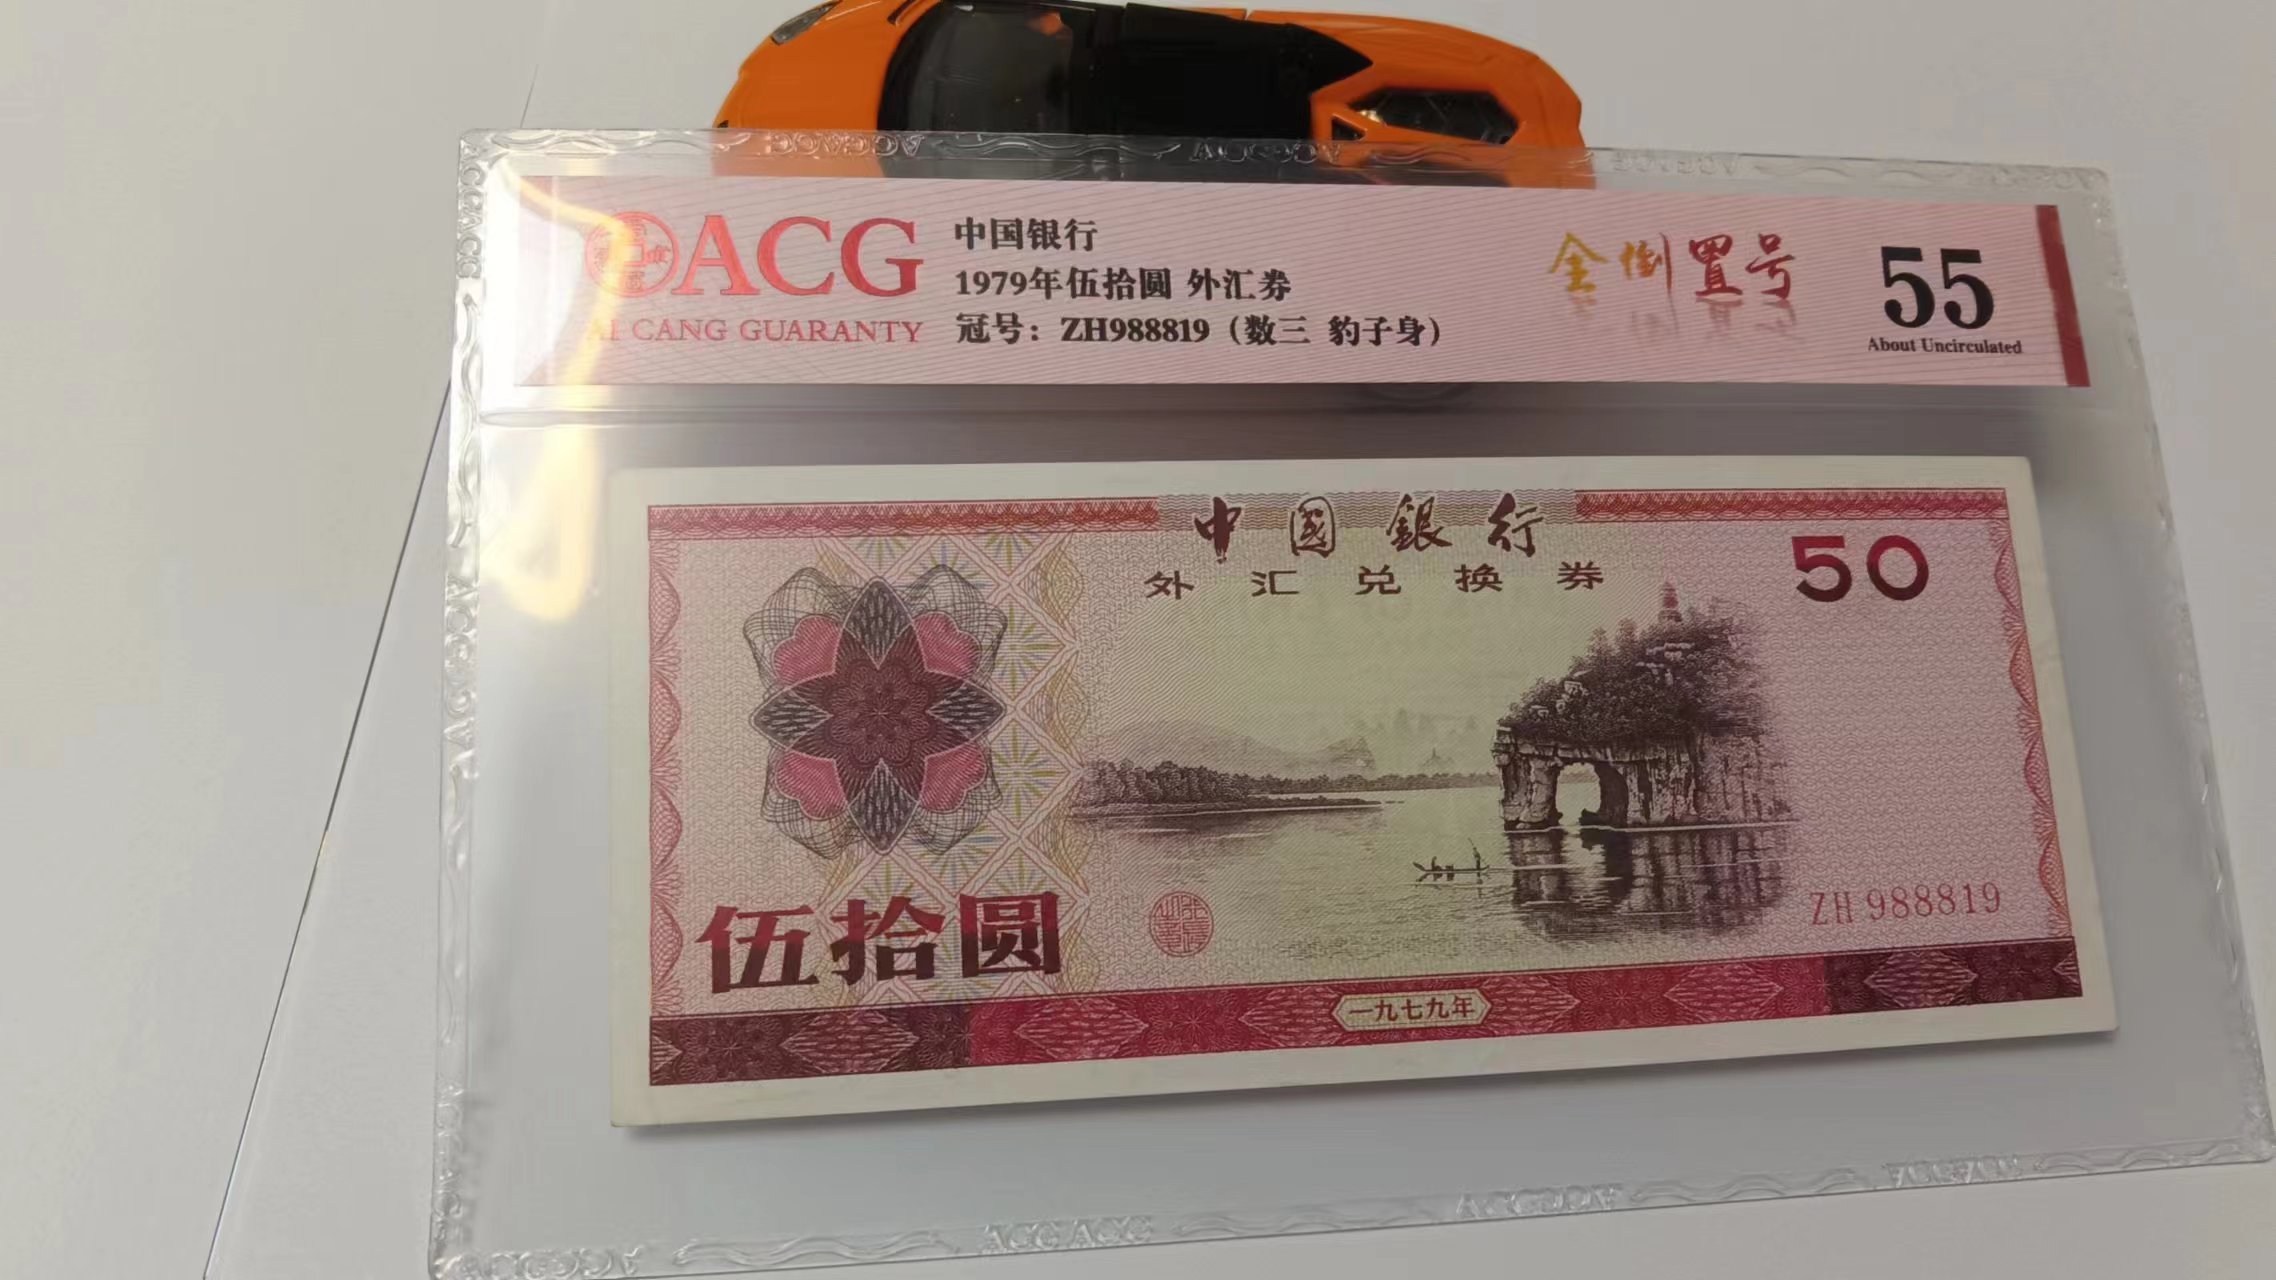 ACG
AI CANG GUARANTY
中国银行
1979年伍拾圆 外汇券
冠号：ZH988819（数三 豹子身）
全倒置号
55
About Uncirculated
中國銀行
外汇兑换券
50
伍拾圆
ZH 988819
一九七九年